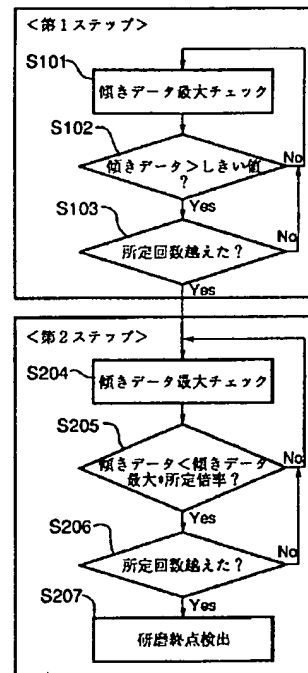 <第1ステップ>
S101
傾きデータ最大チェック
S102
傾きデータ>しきい値
?
No
Yes
S103
所定回数越えた?
No
Yes
<第2ステップ>
S204
傾きデータ最大チェック
S205
傾きデータ<傾きデータ
最大*所定倍率?
No
Yes
S206
所定回数越えた?
No
Yes
S207
研磨終点検出